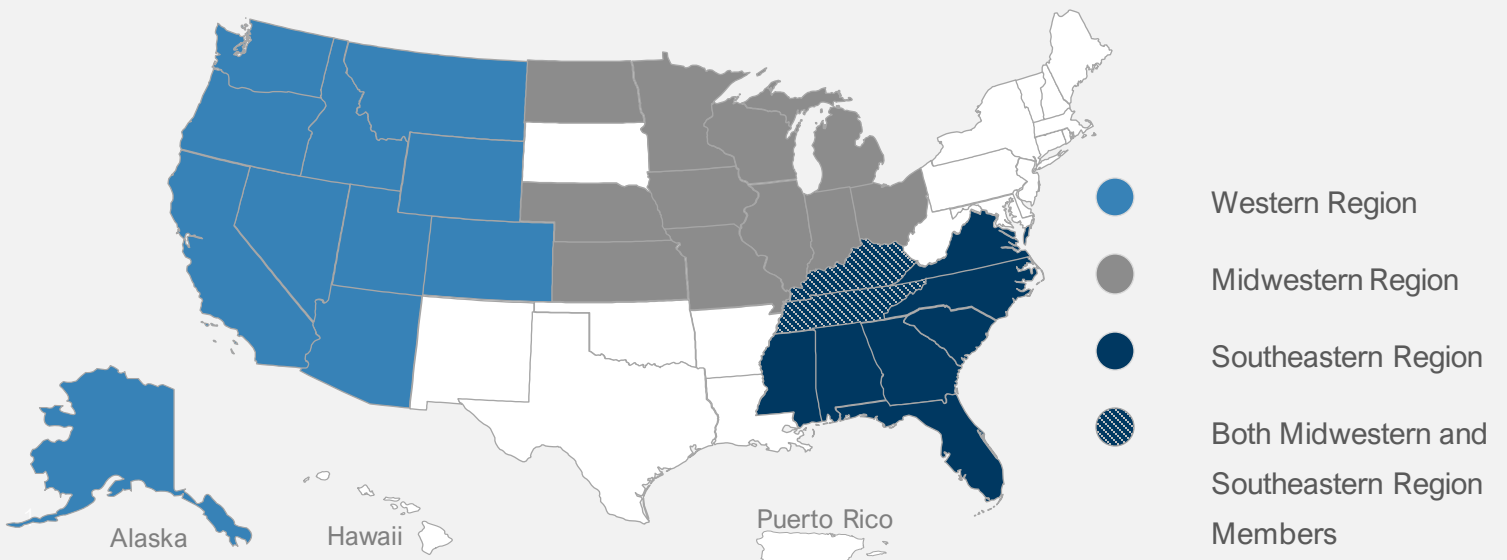 Western Region
Midwestern Region
Southeastern Region
Both Midwestern and
Southeastern Region
Members
Alaska
Hawaii
Puerto Rico